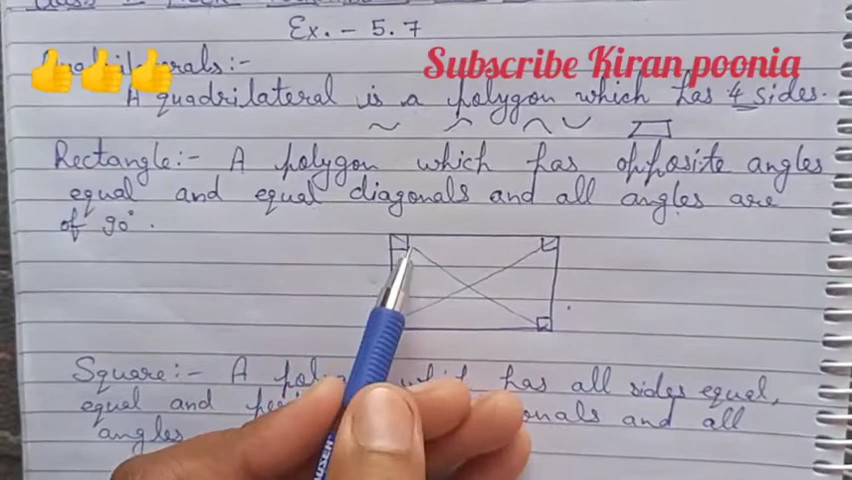 Ex. - 5.7
Subscribe Kiran poonia
:-
A quadrilateral is a polygon which has 4 sides.
Rectangle:- A polygon which has opposite angles
equal and equal diagonals and all angles are
of 90°.
Square:- A which has all sides equal,
equal and and all
angles